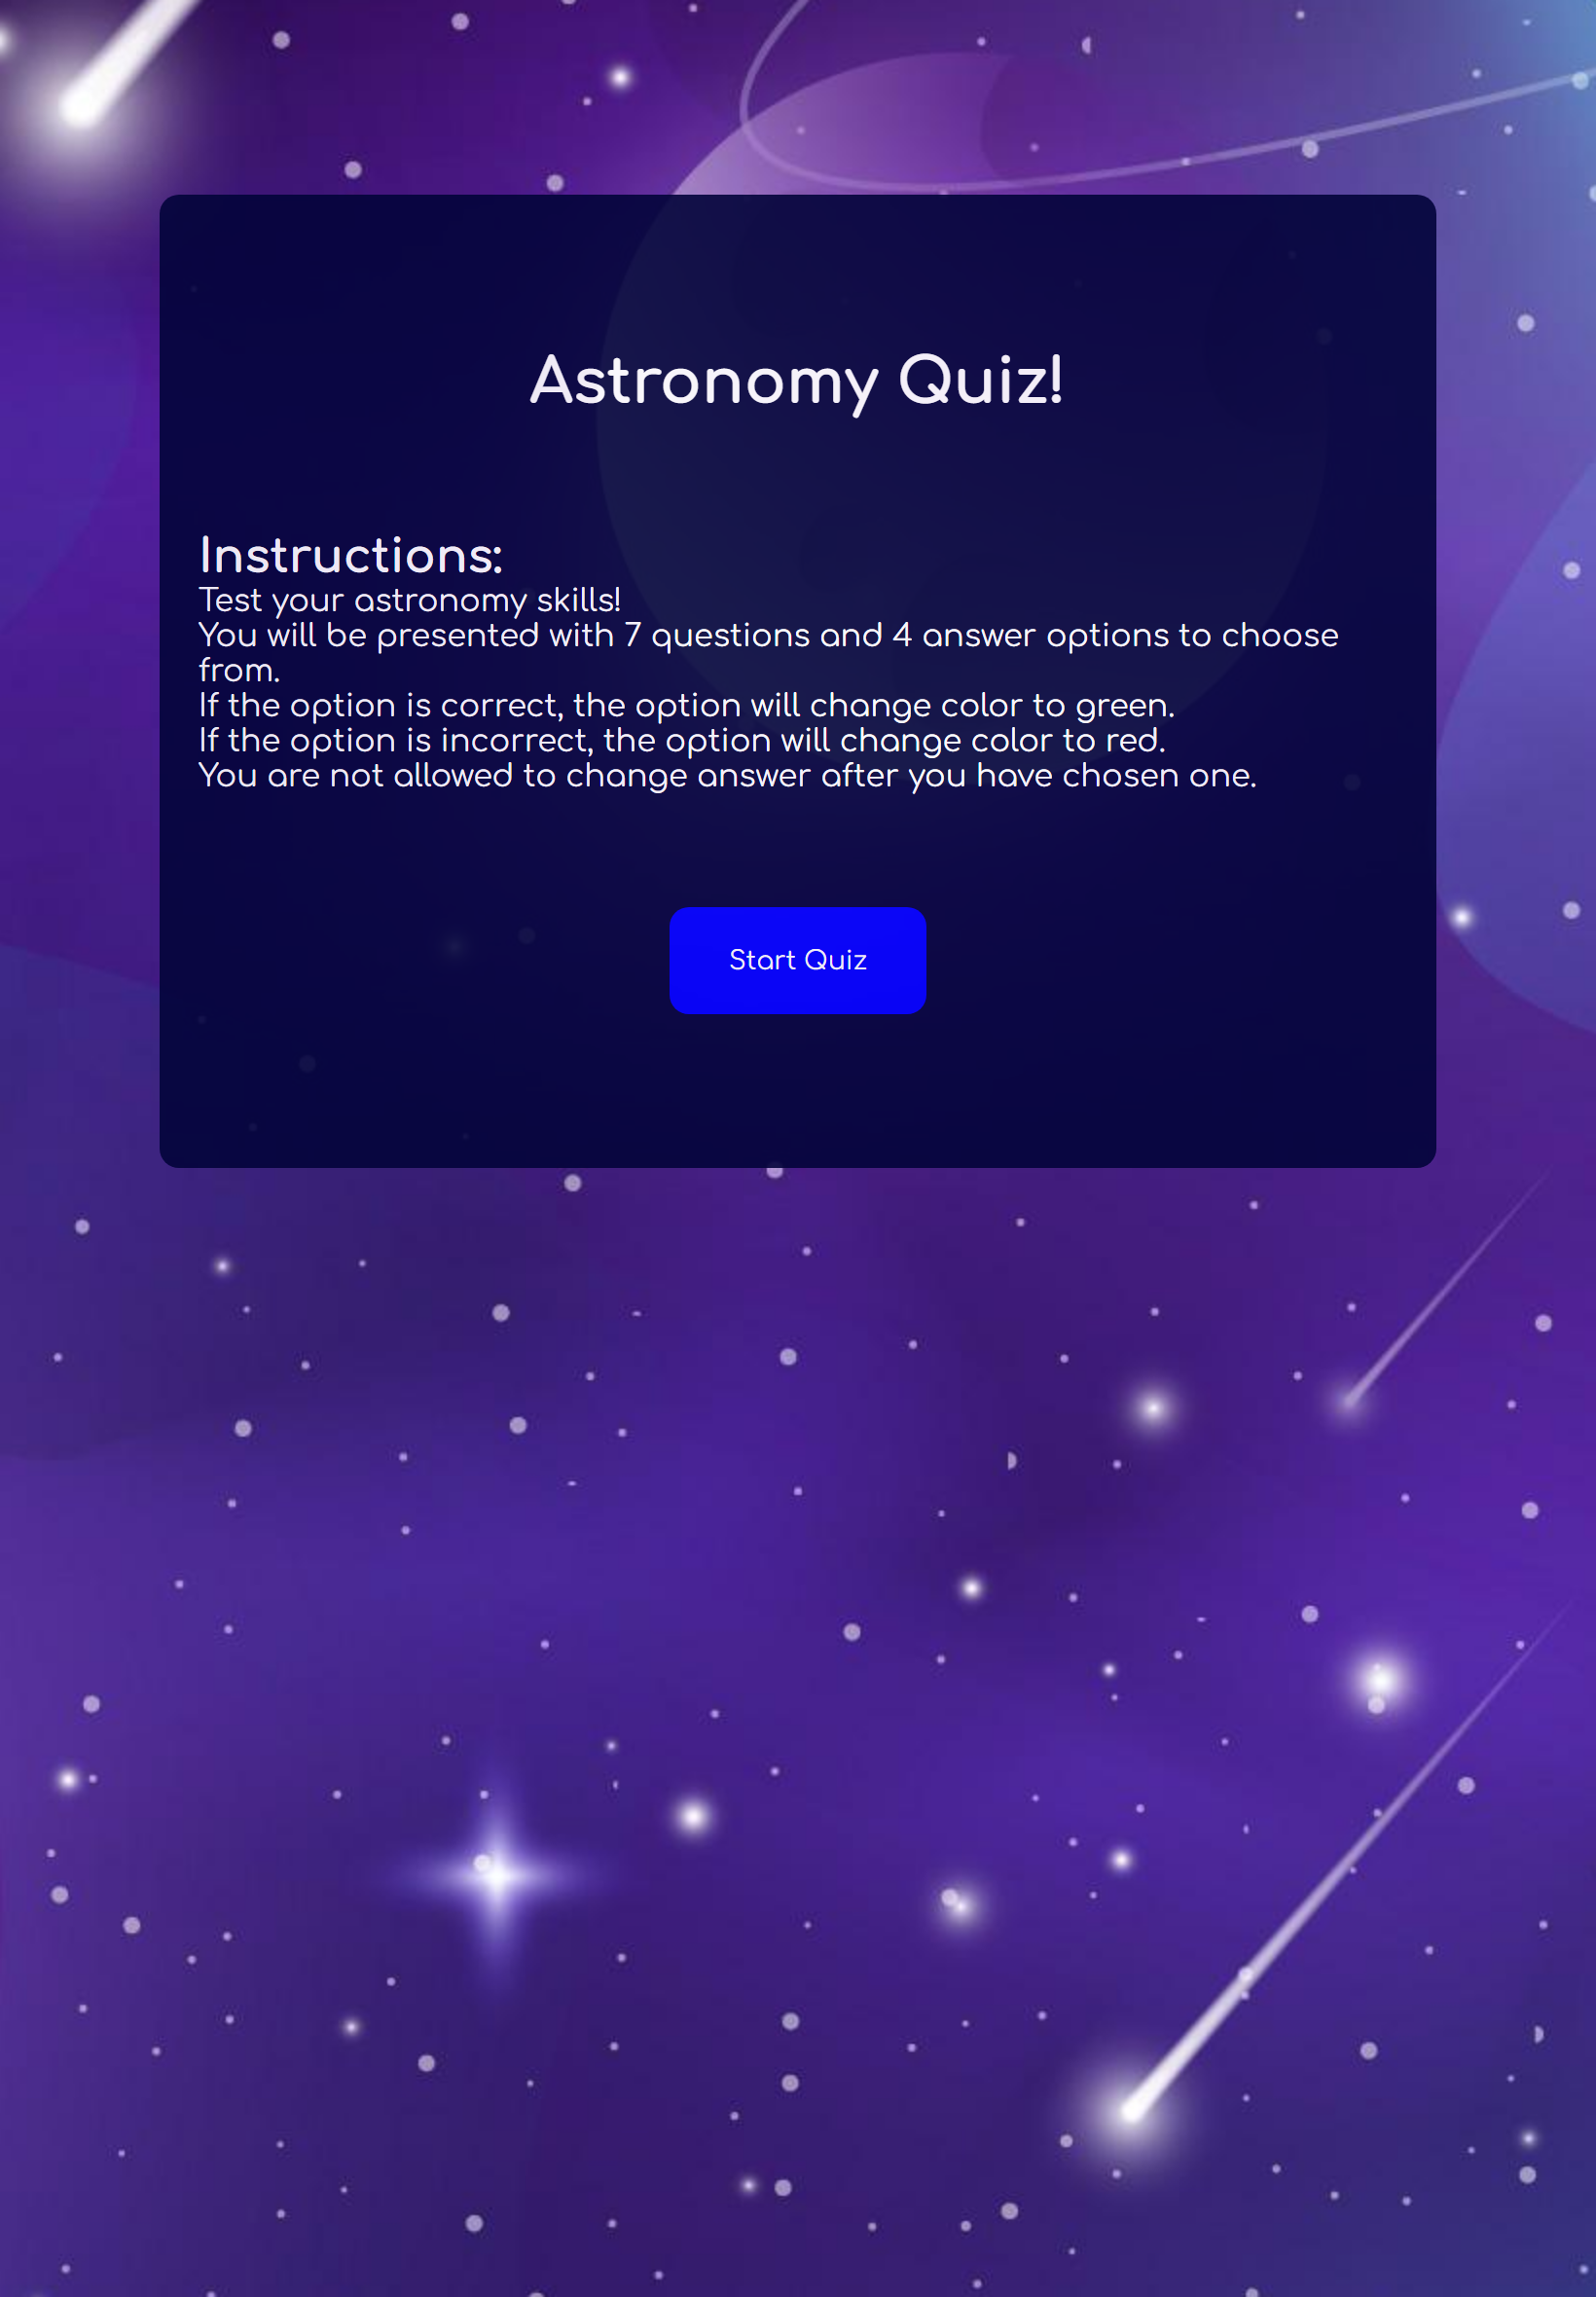 Astronomy Quiz!
Instructions:
Test your astronomy skills!
You will be presented with 7 questions and 4 answer options to choose
from.
If the option is correct, the option will change color to green.
If the option is incorrect, the option will change color to red.
You are not allowed to change answer after you have chosen one.
Start Quiz